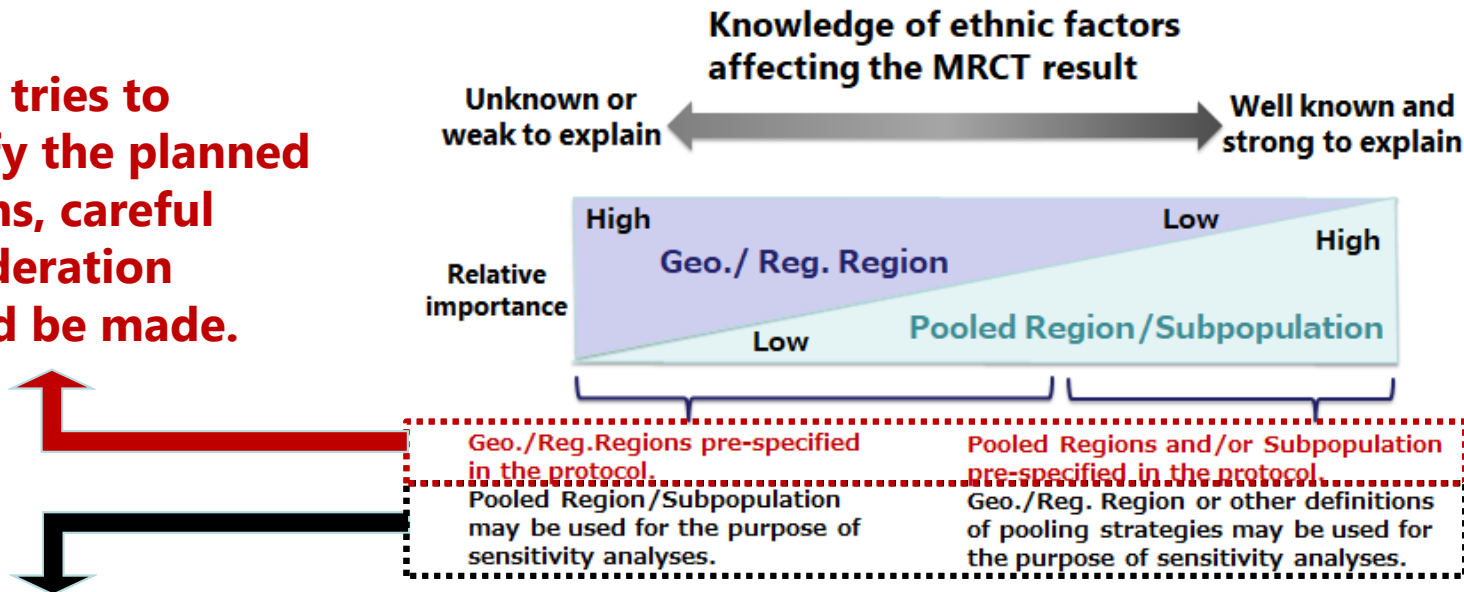 tries to
the planned
careful
be made.
Knowledge of ethnic factors
affecting the MRCT result
Unknown or
weak to explain
Well known and
strong to explain
Relative
importance
High
Geo./ Reg. Region
Low
Low
High
Pooled Region/Subpopulation
Geo./Reg.Regions pre-specified
in the protocol.
Pooled Regions and/or Subpopulation
pre-specified in the protocol.
Pooled Region/Subpopulation
may be used for the purpose of
sensitivity analyses.
Geo./Reg. Region or other definitions
of pooling strategies may be used for
the purpose of sensitivity analyses.